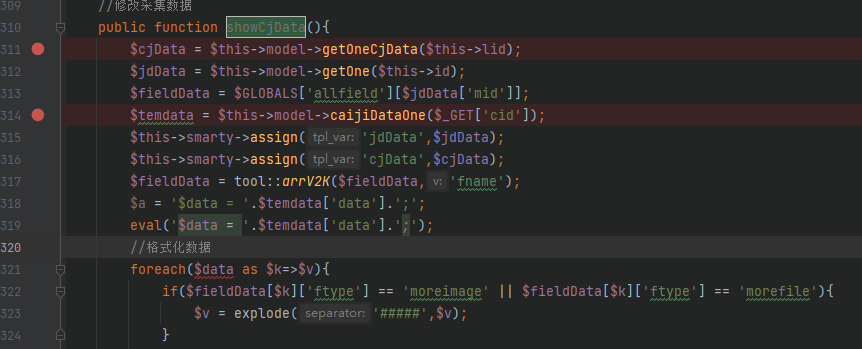 309 //修改采集数据
310 public function showCjData(){
311 $cjData = $this->model->getOneCjData($this->lid);
312 $jdData = $this->model->getOne($this->id);
313 $fieldData = $GLOBALS['allfield'][$jdData['mid']];
314 $temdata = $this->model->caijiDataOne($_GET['cid']);
315 $this->smarty->assign( tpl_var: 'jdData',$jdData);
316 $this->smarty->assign( tpl_var: 'cjData',$cjData);
317 $fieldData = tool::arrV2K($fieldData, v: 'fname');
318 $a = '$data = '.$temdata['data'].';';
319 eval('$data = '.$temdata['data'].';');
320 //格式化数据
321 foreach($data as $k=>$v){
322 if($fieldData[$k]['ftype'] == 'moreimage' || $fieldData[$k]['ftype'] == 'morefile'){
323 $v = explode( separator: '#####',$v);
324 }